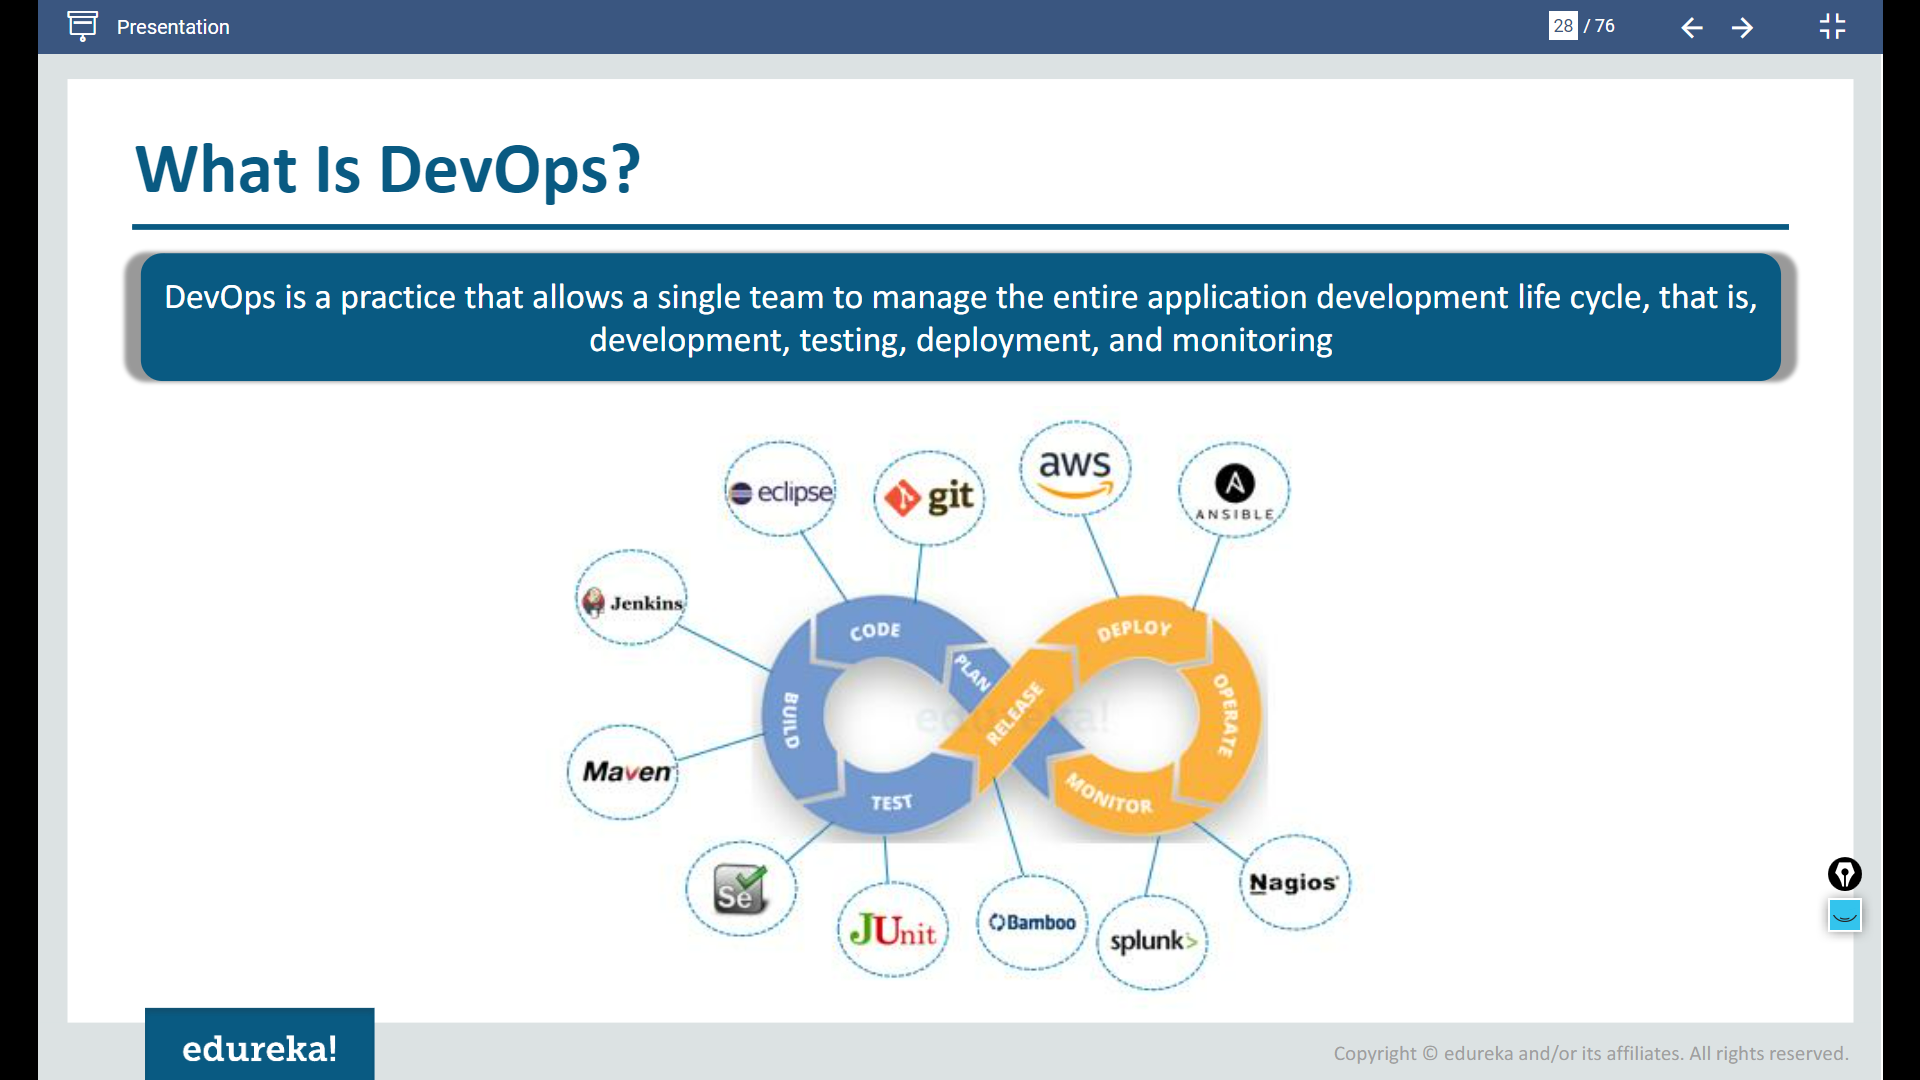 Presentation
28 / 76
What Is DevOps?
DevOps is a practice that allows a single team to manage the entire application development life cycle, that is,
development, testing, deployment, and monitoring
eclipse
git
aws
ANSIBLE
Jenkins
Maven
Se
JUnit
Bamboo
splunk>
Nagios
CODE
PLAN
BUILD
TEST
RELEASE
DEPLOY
OPERATE
MONITOR
edureka!
edureka!
Copyright © edureka and/or its affiliates. All rights reserved.